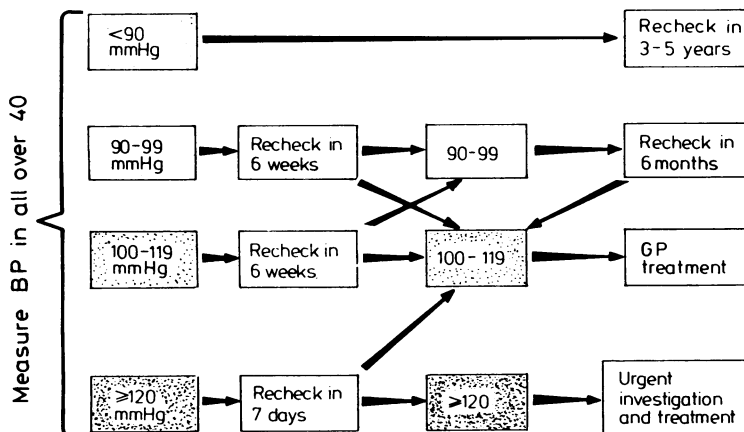 Measure BP in all over 40
<90
mmHg
Recheck in
3-5 years
90-99
mmHg
Recheck in
6 weeks
90-99
Recheck in
6 months
100-119
mmHg
Recheck in
6 weeks
100-119
GP
treatment
≥120
mmHg
Recheck in
7 days
≥120
Urgent
investigation
and treatment